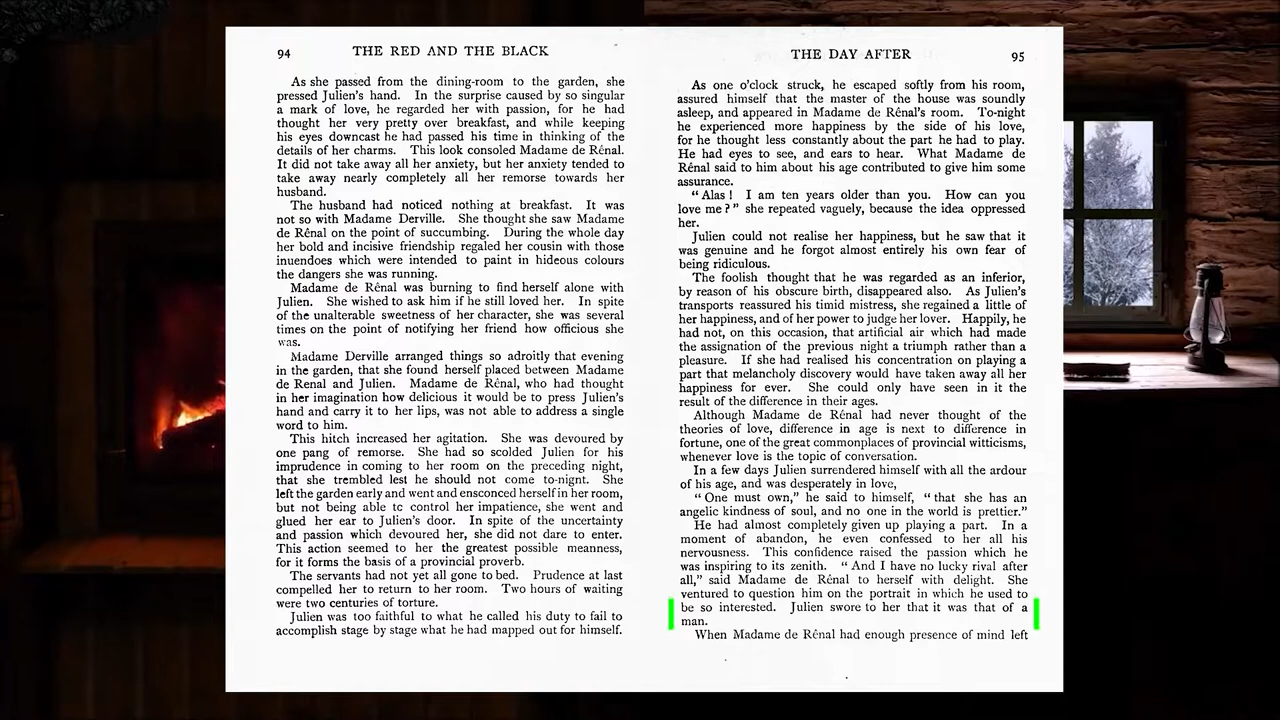 94 THE RED AND THE BLACK
As she passed from the dining-room to the garden, she
pressed Julien's hand. In the surprise caused by so singular
a mark of love, he regarded her with passion, for he had
thought her very pretty over breakfast, and while keeping
his eyes downcast he had passed his time in thinking of the
details of her charms. This look consoled Madame de Rênal.
It did not take away all her anxiety, but her anxiety tended to
take away nearly completely all her remorse towards her
husband.
The husband had noticed nothing at breakfast. It was
not so with Madame Derville. She thought she saw Madame
de Rênal on the point of succumbing. During the whole day
her bold and incisive friendship regaled her cousin with those
inuendoes which were intended to paint in hideous colours
the dangers she was running.
Madame de Rênal was burning to find herself alone with
Julien. She wished to ask him if he still loved her. In spite
of the unalterable sweetness of her character, she was several
times on the point of notifying her friend how officious she
was.
Madame Derville arranged things so adroitly that evening
in the garden, that she found herself placed between Madame
de Renal and Julien. Madame de Rênal, who had thought
in her imagination how delicious it would be to press Julien's
hand and carry it to her lips, was not able to address a single
word to him.
This hitch increased her agitation. She was devoured by
one pang of remorse. She had so scolded Julien for his
imprudence in coming to her room on the preceding night,
that she trembled lest he should not come to-night. She
left the garden early and went and ensconced herself in her room,
but not being able to control her impatience, she went and
glued her ear to Julien's door. In spite of the uncertainty
and passion which devoured her, she did not dare to enter.
This action seemed to her the greatest possible meanness,
for it forms the basis of a provincial proverb.
The servants had not yet all gone to bed. Prudence at last
compelled her to return to her room. Two hours of waiting
were two centuries of torture.
Julien was too faithful to what he called his duty to fail to
accomplish stage by stage what he had mapped out for himself.
THE DAY AFTER 95
As one o'clock struck, he escaped softly from his room,
assured himself that the master of the house was soundly
asleep, and appeared in Madame de Rênal's room. To-night
he experienced more happiness by the side of his love,
for he thought less constantly about the part he had to play.
He had eyes to see, and ears to hear. What Madame de
Rênal said to him about his age contributed to give him some
assurance.
"Alas! I am ten years older than you. How can you
love me?" she repeated vaguely, because the idea oppressed
her.
Julien could not realise her happiness, but he saw that it
was genuine and he forgot almost entirely his own fear of
being ridiculous.
The foolish thought that he was regarded as an inferior,
by reason of his obscure birth, disappeared also. As Julien's
transports reassured his timid mistress, she regained a little of
her happiness, and of her power to judge her lover. Happily, he
had not, on this occasion, that artificial air which had made
the assignation of the previous night a triumph rather than a
pleasure. If she had realised his concentration on playing a
part that melancholy discovery would have taken away all her
happiness for ever. She could only have seen in it the
result of the difference in their ages.
Although Madame de Rénal had never thought of the
theories of love, difference in age is next to difference in
fortune, one of the great commonplaces of provincial witticisms,
whenever love is the topic of conversation.
In a few days Julien surrendered himself with all the ardour
of his age, and was desperately in love,
"One must own," he said to himself, "that she has an
angelic kindness of soul, and no one in the world is prettier."
He had almost completely given up playing a part. In a
moment of abandon, he even confessed to her all his
nervousness. This confidence raised the passion which he
was inspiring to its zenith. "And I have no lucky rival after
all," said Madame de Rénal to herself with delight. She
ventured to question him on the portrait in which he used to
be so interested. Julien swore to her that it was that of a
man.
When Madame de Rênal had enough presence of mind left